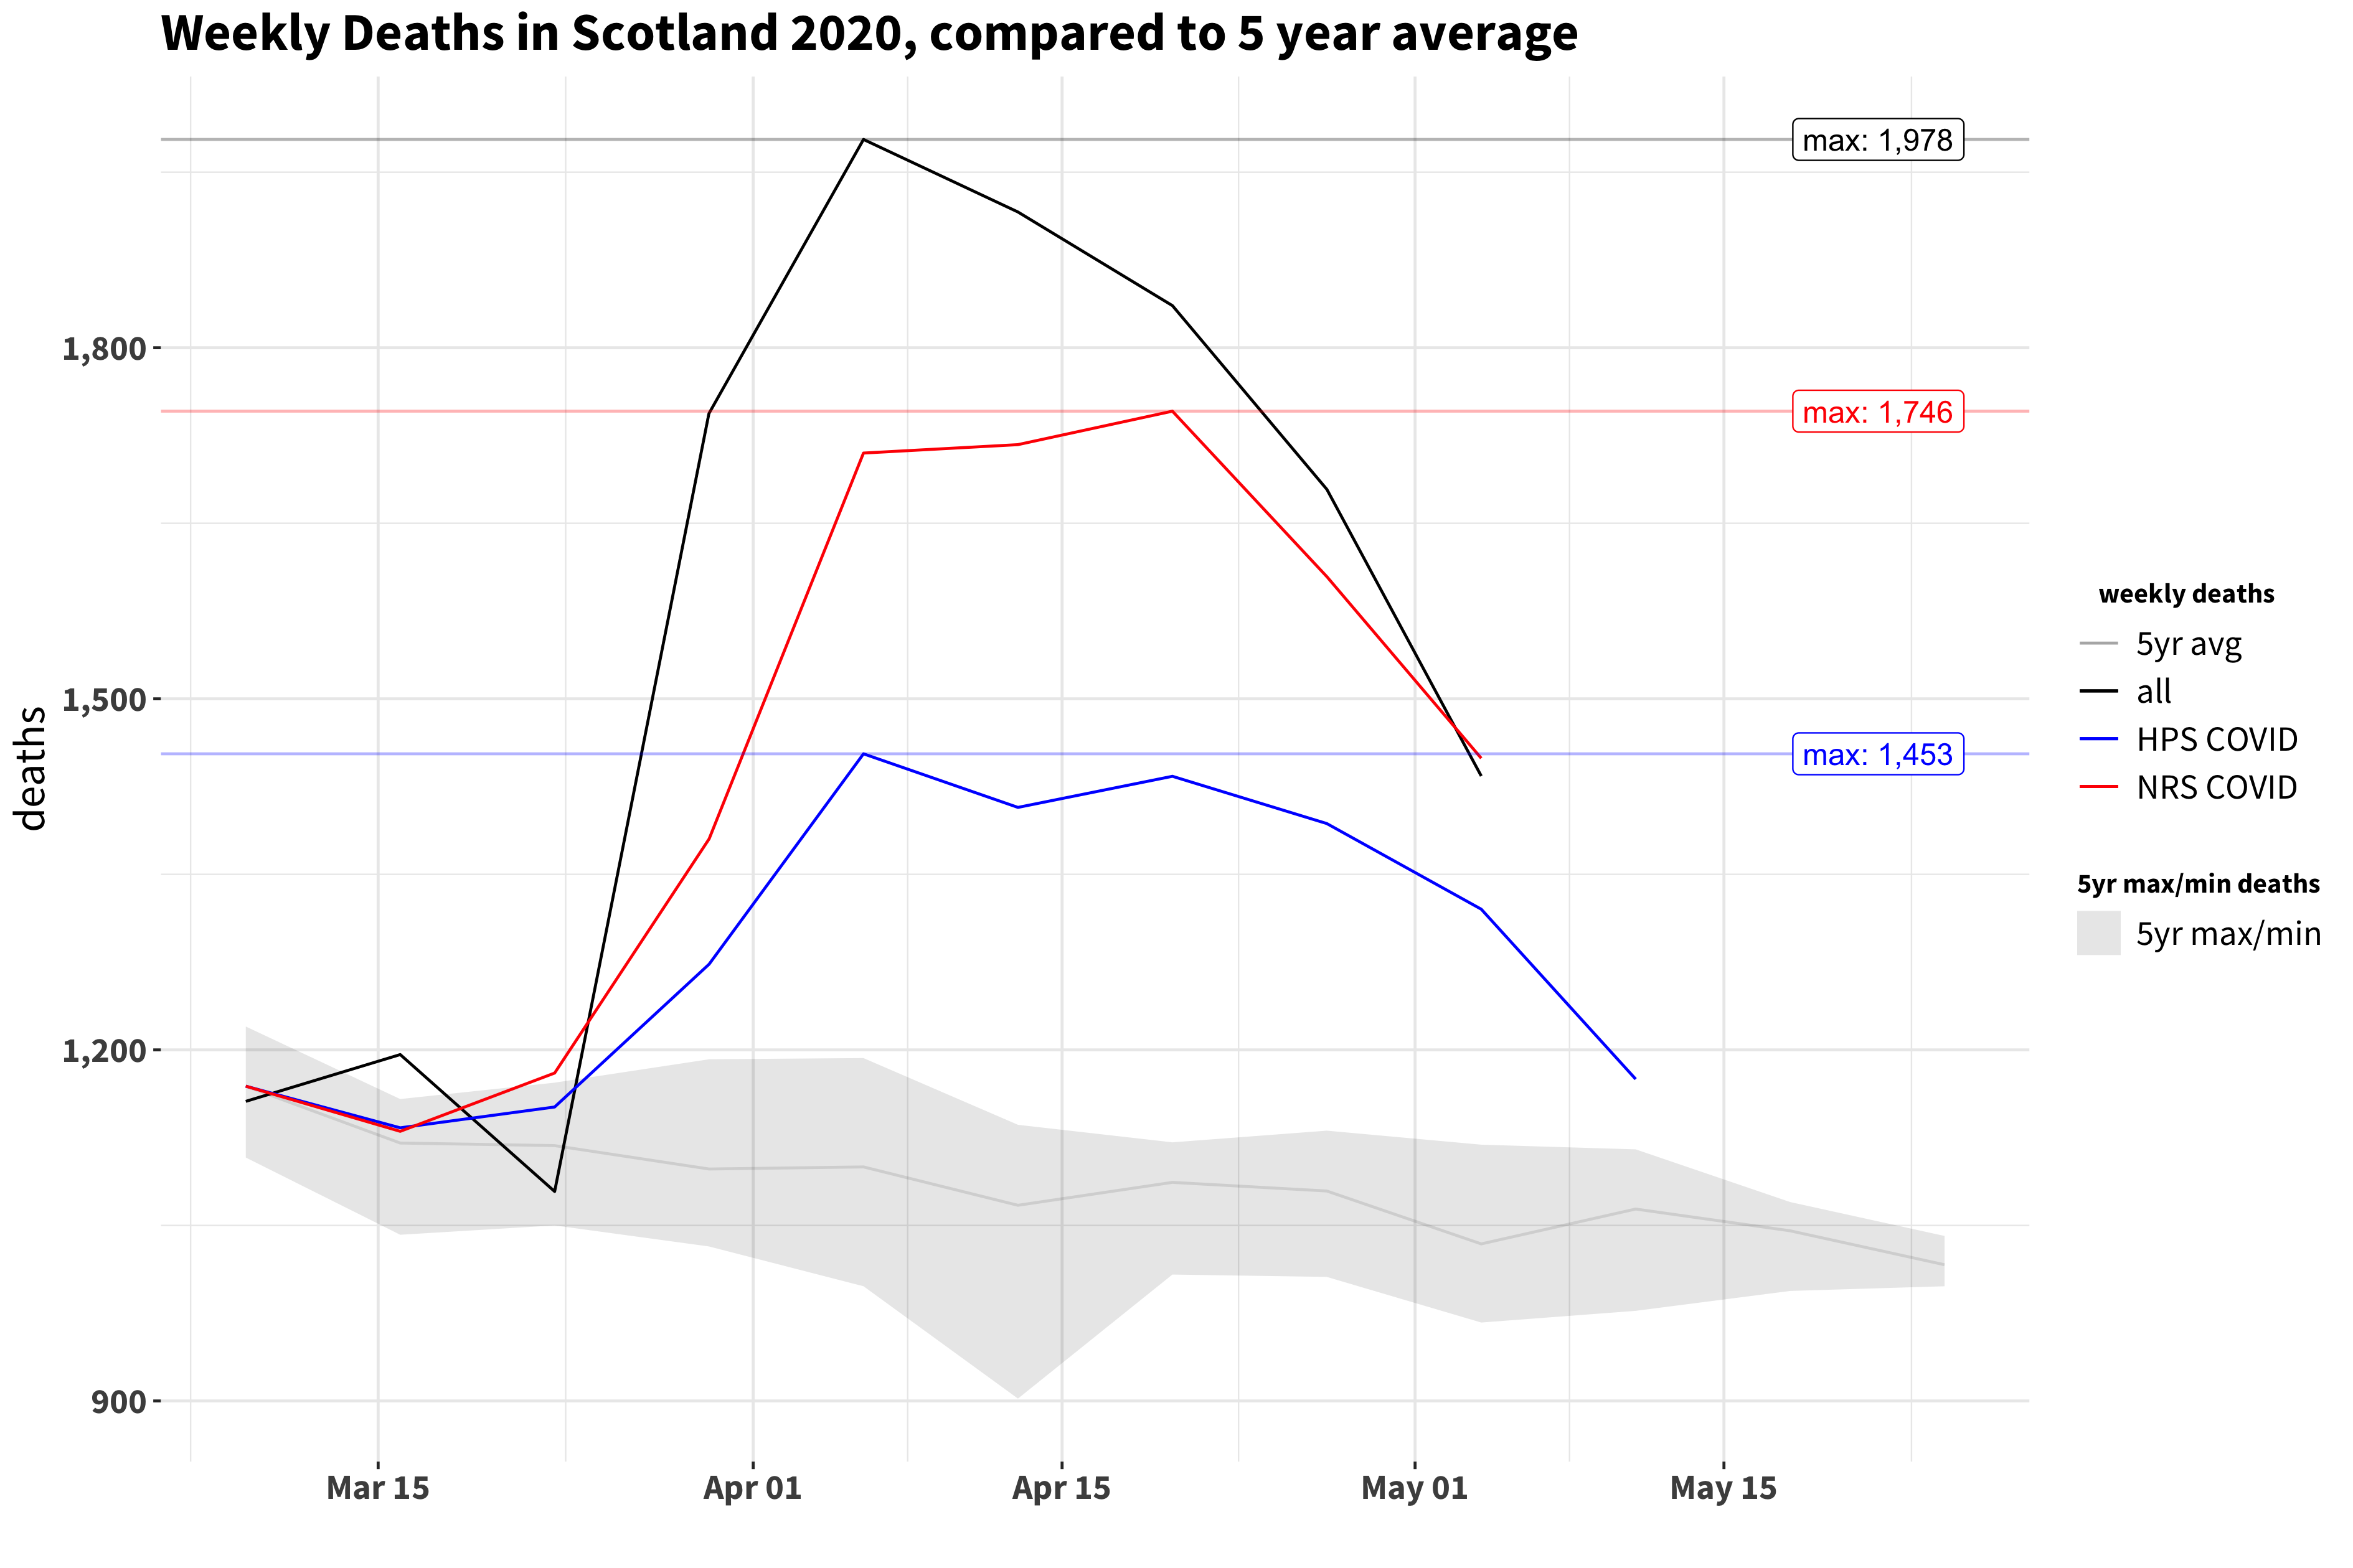 Weekly Deaths in Scotland 2020, compared to 5 year average
max: 1,978
1,800
max: 1,746
weekly deaths
5yr avg
all
1,500
HPS COVID
max: 1,453
NRS COVID
deaths
5yr max/min deaths
5yr max/min
1,200
900
Mar 15 Apr 01 Apr 15 May 01 May 15